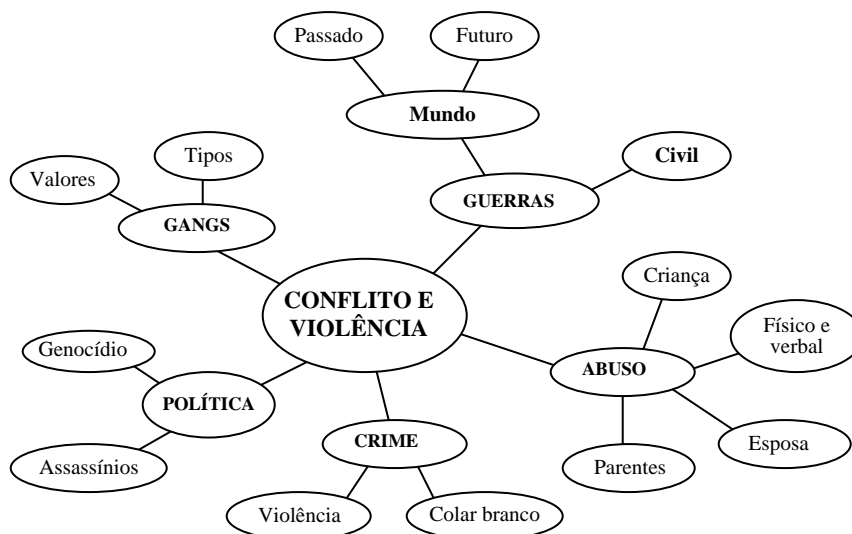 Passado
Futuro
Mundo
Tipos
Civil
Valores
GUERRAS
GANGS
Criança
CONFLITO E
VIOLÊNCIA
Físico e
verbal
Genocídio
ABUSO
POLÍTICA
CRIME
Esposa
Assassínios
Parentes
Violência
Colar branco